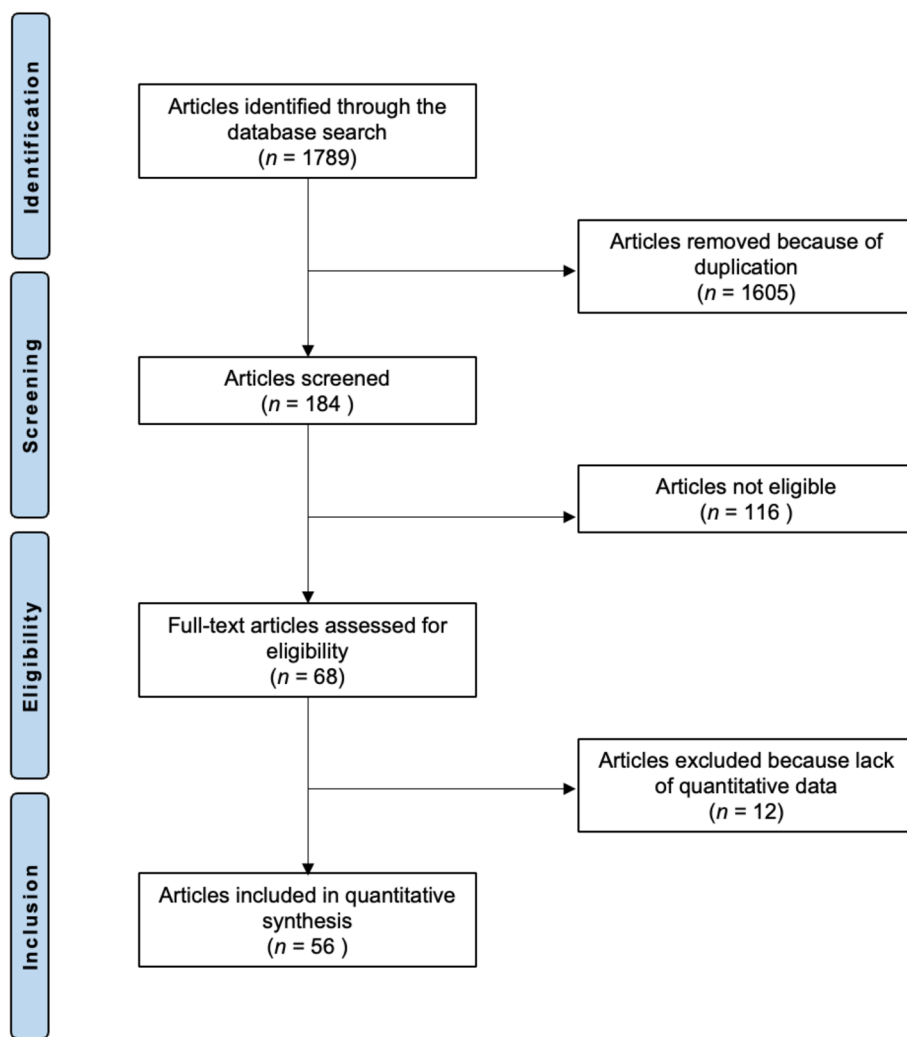 Identification
Articles identified through the
database search
(n = 1789)
Articles removed because of
duplication
(n = 1605)
Screening
Articles screened
(n = 184 )
Articles not eligible
(n = 116 )
Eligibility
Full-text articles assessed for
eligibility
(n = 68)
Articles excluded because lack
of quantitative data
(n = 12)
Inclusion
Articles included in quantitative
synthesis
(n = 56 )